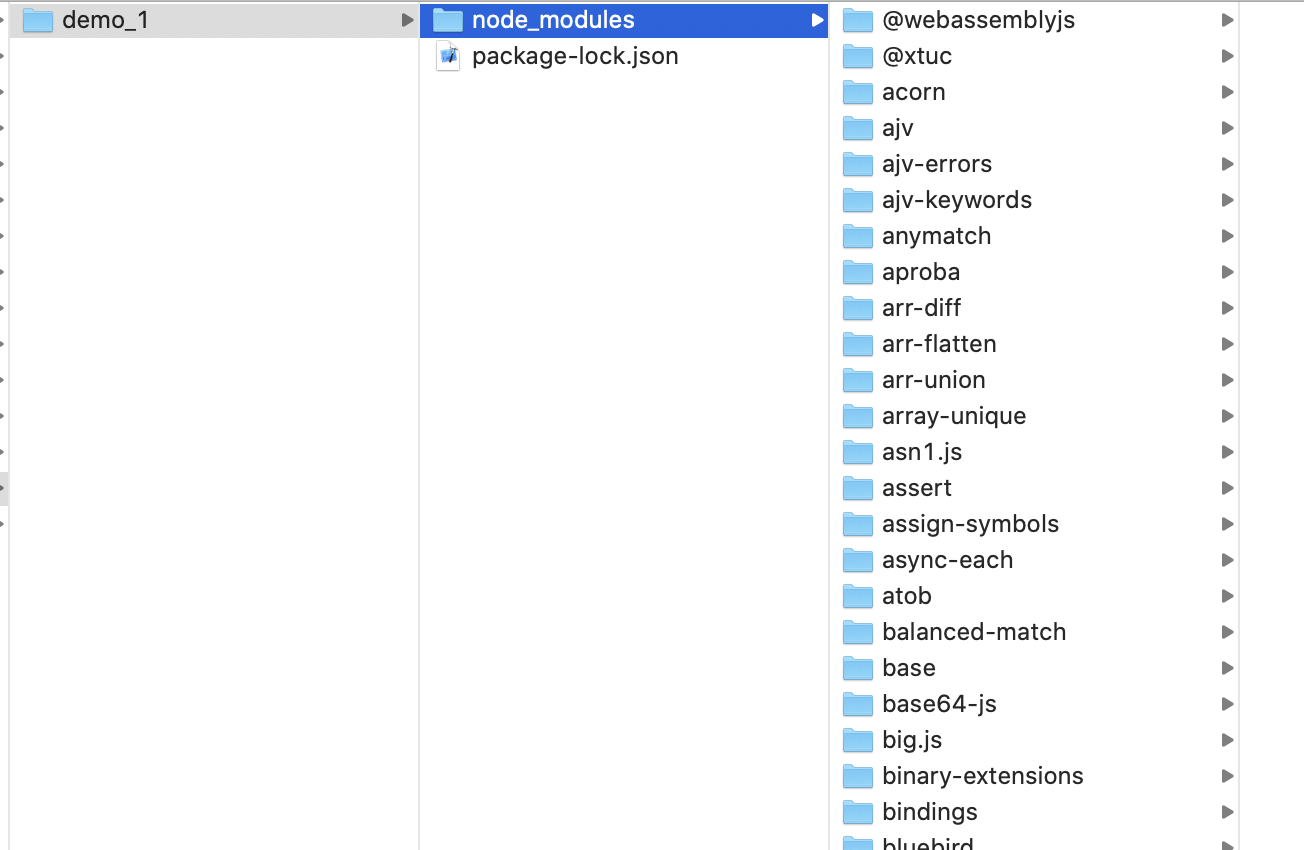 demo_1
node_modules
package-lock.json
@webassemblyjs
@xtuc
acorn
ajv
ajv-errors
ajv-keywords
anymatch
aproba
arr-diff
arr-flatten
arr-union
array-unique
asn1.js
assert
assign-symbols
async-each
atob
balanced-match
base
base64-js
big.js
binary-extensions
bindings
bluebird